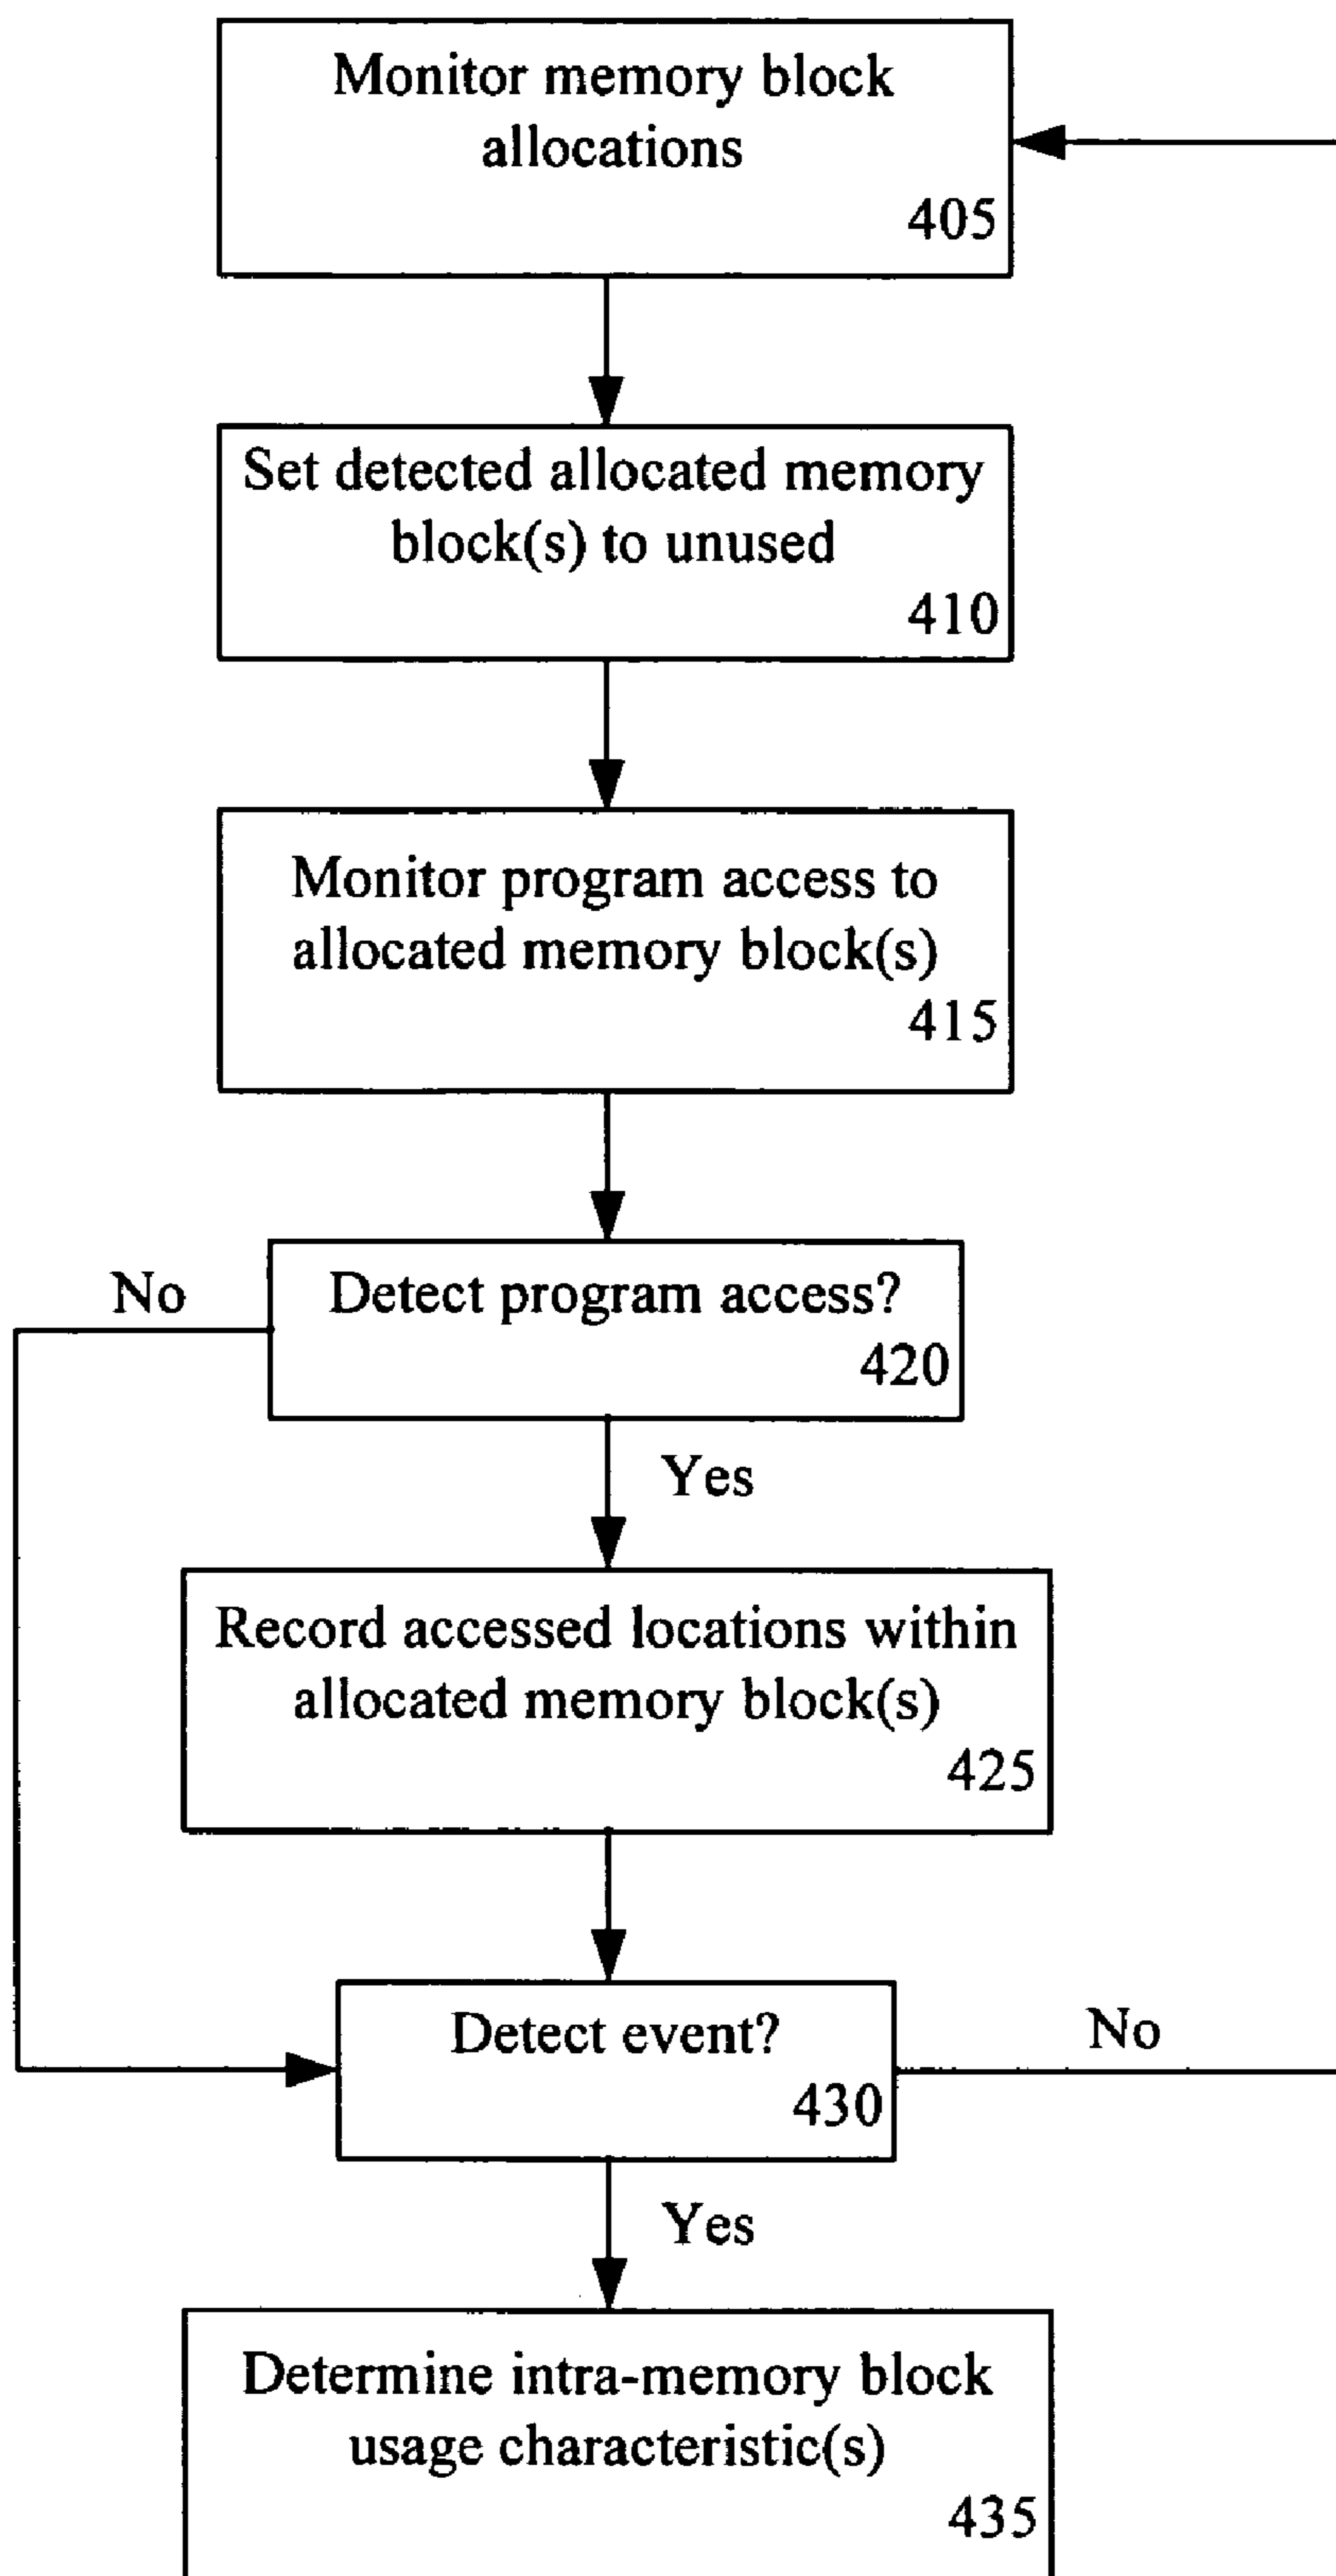 Monitor memory block
allocations
405
Set detected allocated memory
block(s) to unused
410
Monitor program access to
allocated memory block(s)
415
No
Detect program access?
420
Yes
Record accessed locations within
allocated memory block(s)
425
Detect event?
No
430
Yes
Determine intra-memory block
usage characteristic(s)
435